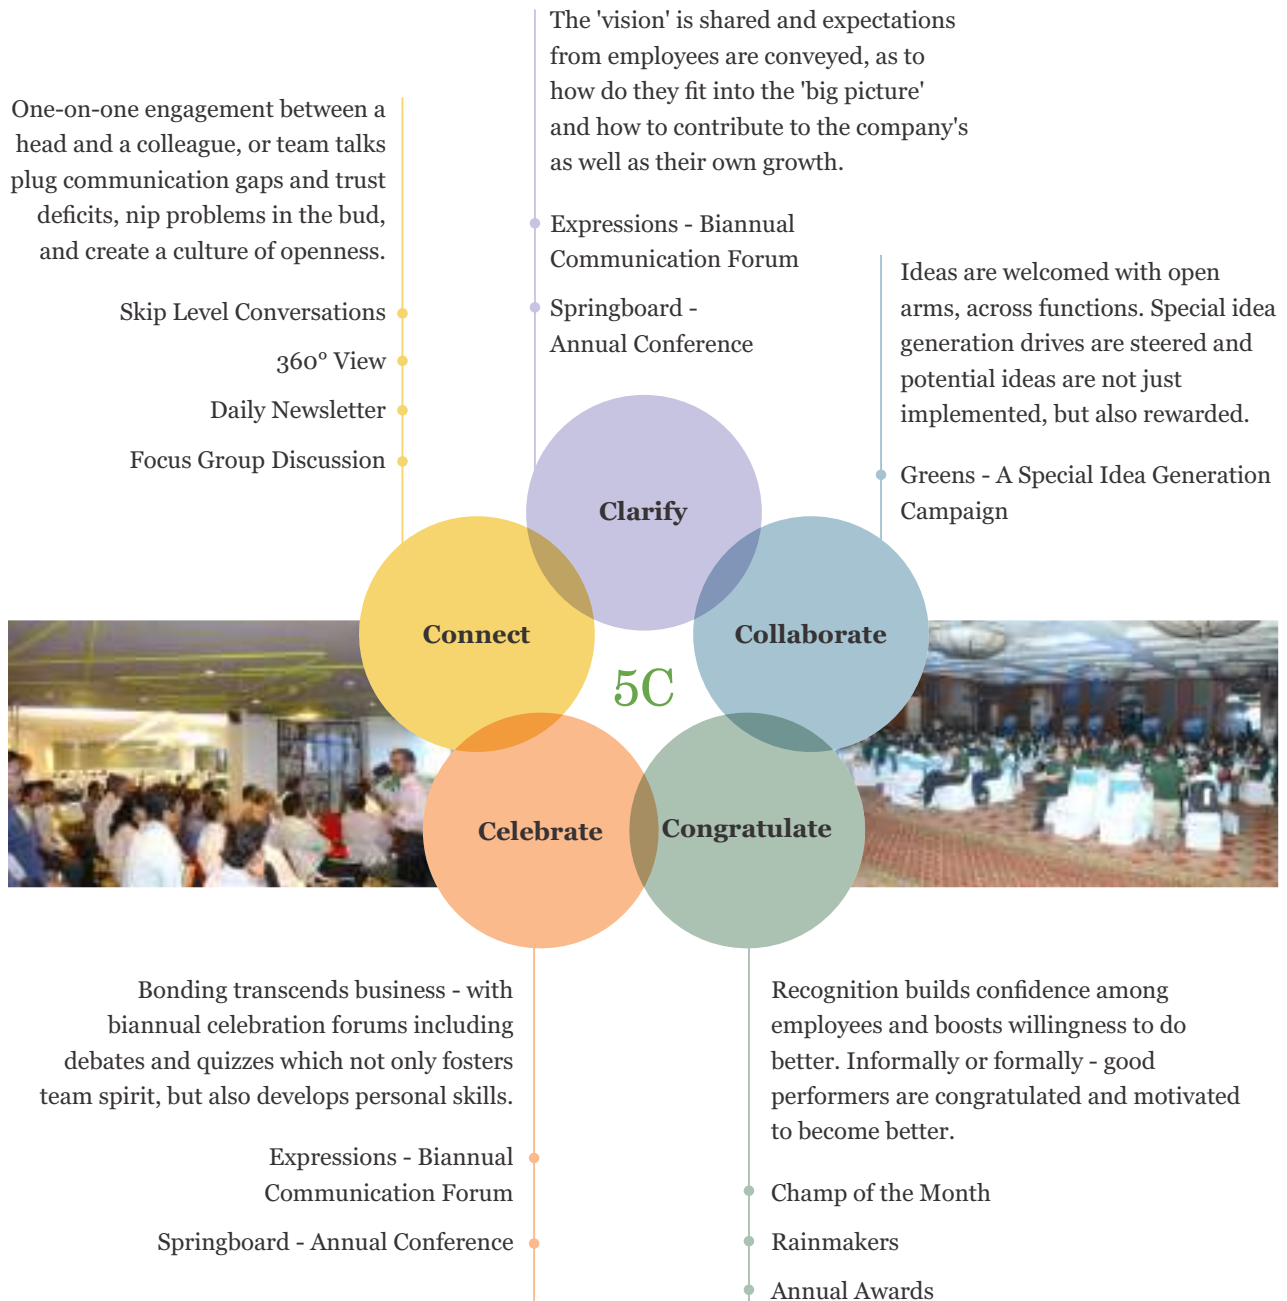 The 'vision' is shared and expectations
from employees are conveyed, as to
how do they fit into the 'big picture'
and how to contribute to the company's
as well as their own growth.
Expressions - Biannual
Communication Forum
Springboard -
Annual Conference
One-on-one engagement between a
head and a colleague, or team talks
plug communication gaps and trust
deficits, nip problems in the bud,
and create a culture of openness.
Skip Level Conversations
360° View
Daily Newsletter
Focus Group Discussion
Ideas are welcomed with open
arms, across functions. Special idea
generation drives are steered and
potential ideas are not just
implemented, but also rewarded.
Greens - A Special Idea Generation
Campaign
Clarify
Connect
Collaborate
5C
Celebrate
Congratulate
Bonding transcends business - with
biannual celebration forums including
debates and quizzes which not only fosters
team spirit, but also develops personal skills.
Expressions - Biannual
Communication Forum
Springboard - Annual Conference
Recognition builds confidence among
employees and boosts willingness to do
better. Informally or formally - good
performers are congratulated and motivated
to become better.
Champ of the Month
Rainmakers
Annual Awards